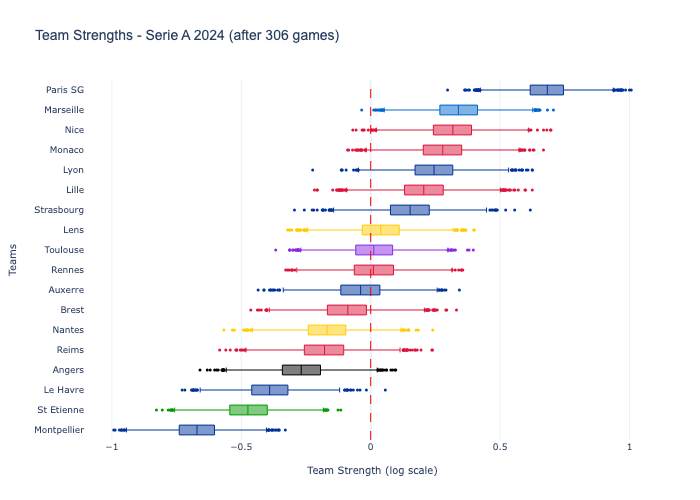 Team Strengths - Serie A 2024 (after 306 games)
Paris SG
Marseille
Nice
Monaco
Lyon
Lille
Strasbourg
Lens
Toulouse
Rennes
Auxerre
Brest
Nantes
Reims
Angers
Le Havre
St Etienne
Montpellier
Teams
−1 −0.5 0 0.5 1
Team Strength (log scale)